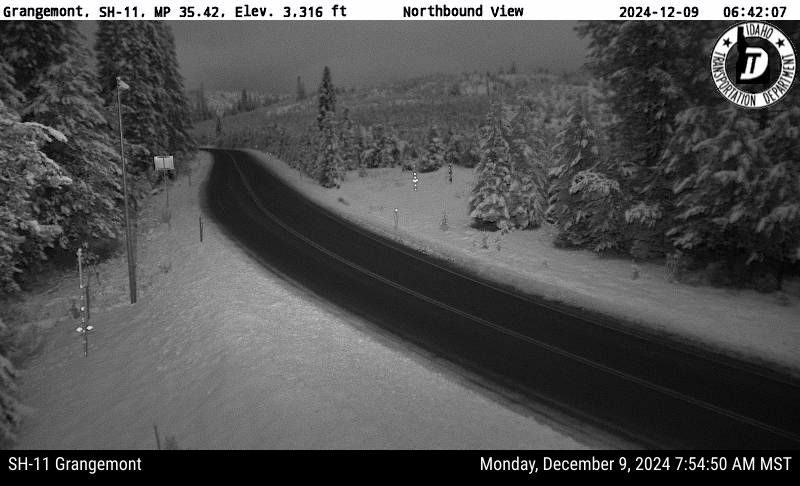 Grangemont, SH-11, MP 35.42, Elev. 3,316 ft Northbound View 2024-12-09 06:42:07
IDAHO
TRANSPORTATION DEPARTMENT
SH-11 Grangemont Monday, December 9, 2024 7:54:50 AM MST